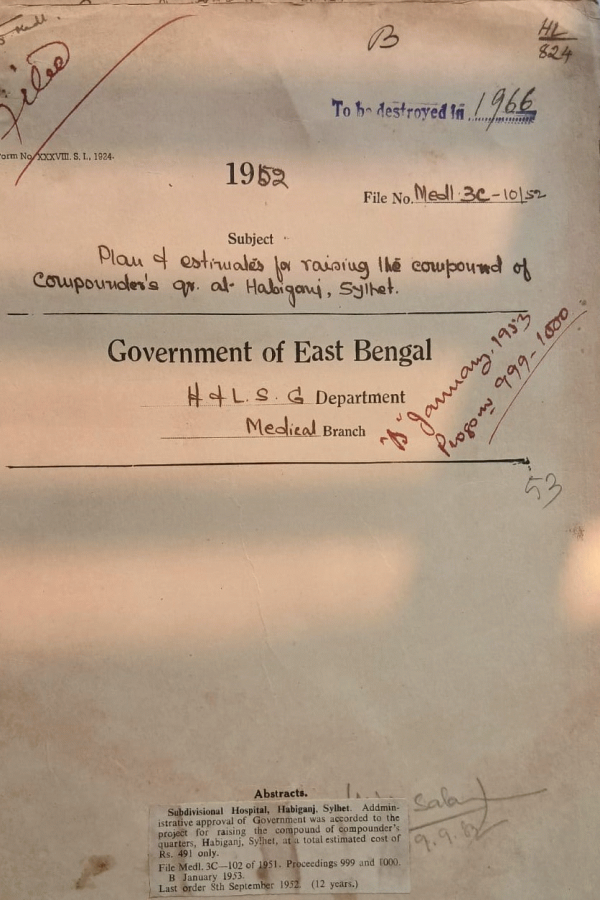 Filed
B
HL
824
To be destroyed in 1966
Form No. XXXVIII. S. L., 1924.
1952
File No. Medl. 3C-10/52
Subject
Plan & estimates for raising the compound of
Compounder's qr. at Habiganj, Sylhet.
Government of East Bengal
H & L. S. G Department
Medical Branch
"B" January. 1953
Progs. nos 999-1000
53
Abstracts.
Subdivisional Hospital, Habiganj, Sylhet. Admin-
istrative approval of Government was accorded to the
project for raising the compound of compounder's
quarters, Habiganj, Sylhet, at a total estimated cost of
Rs. 491 only.
File Medl. 3C—102 of 1951. Proceedings 999 and 1000.
B January 1953.
Last order 8th September 1952. (12 years.)